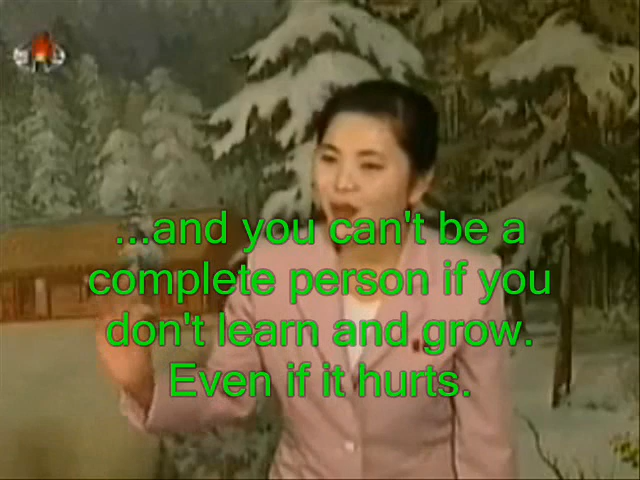 ...and you can't be a
complete person if you
don't learn and grow.
Even if it hurts.